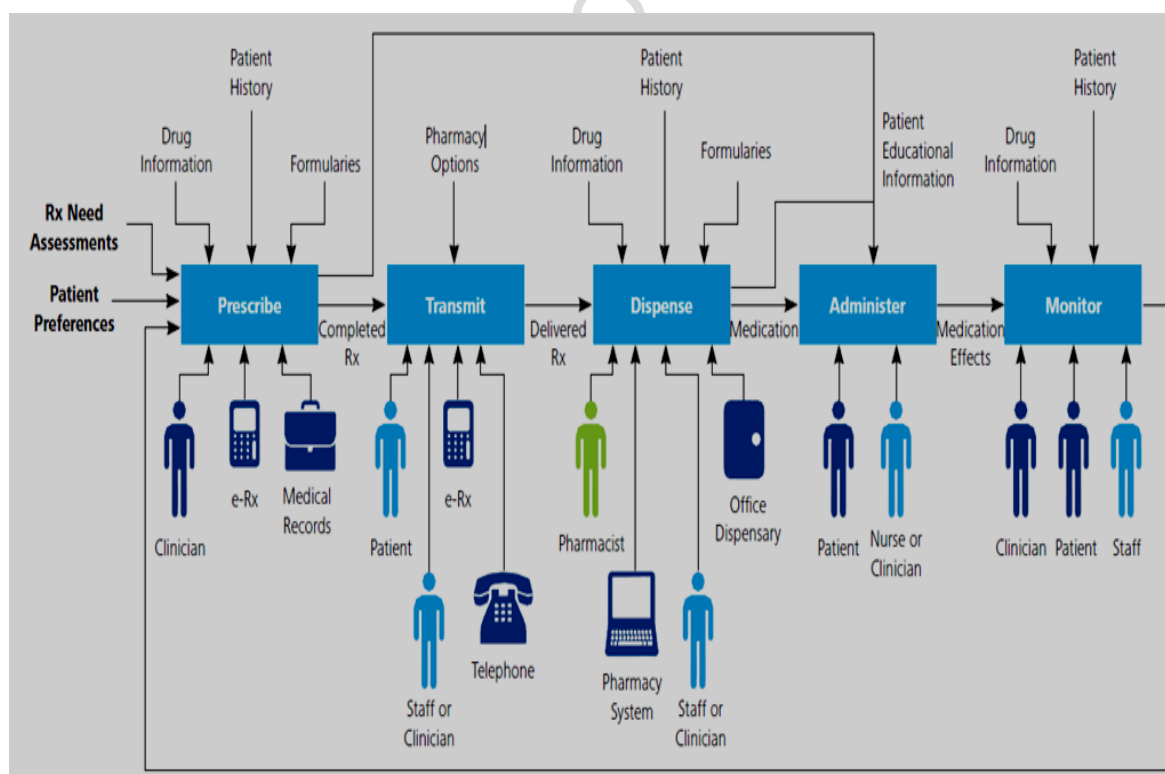 Patient
History
Patient
History
Patient
History
Drug
Information
Formularies
Pharmacy
Options
Drug
Information
Formularies
Patient
Educational
Information
Drug
Information
Rx Need
Assessments
Patient
Preferences
Prescribe
Transmit
Dispense
Administer
Monitor
Completed
Rx
Delivered
Rx
Medication
Medication
Effects
Clinician
e-Rx
Medical
Records
Patient
e-Rx
Pharmacist
Office
Dispensary
Patient
Nurse or
Clinician
Clinician
Patient
Staff
Staff or
Clinician
Telephone
Pharmacy
System
Staff or
Clinician